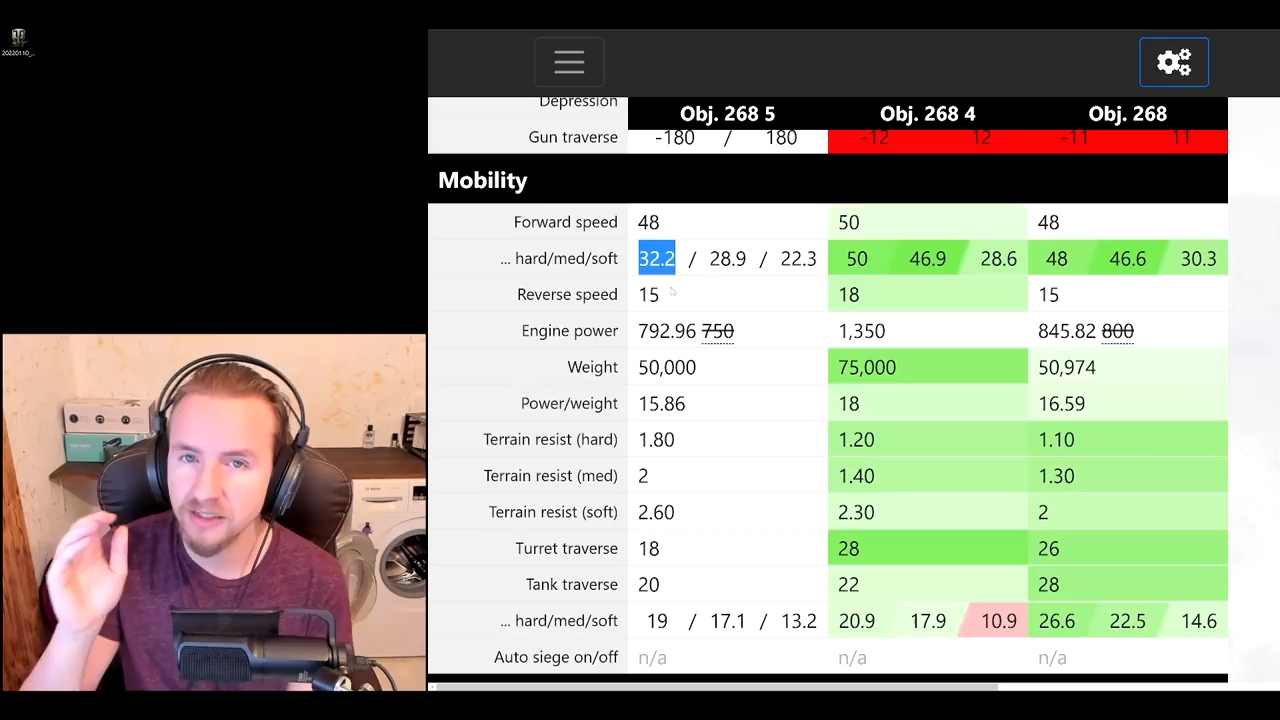 20220110_...
Depression
Obj. 268 5 Obj. 268 4 Obj. 268
Gun traverse -180 / 180 -12 12 -11 11
Mobility
Forward speed 48 50 48
... hard/med/soft 32.2 / 28.9 / 22.3 50 46.9 28.6 48 46.6 30.3
Reverse speed 15 18 15
Engine power 792.96 750 1,350 845.82 800
Weight 50,000 75,000 50,974
Power/weight 15.86 18 16.59
Terrain resist (hard) 1.80 1.20 1.10
Terrain resist (med) 2 1.40 1.30
Terrain resist (soft) 2.60 2.30 2
Turret traverse 18 28 26
Tank traverse 20 22 28
... hard/med/soft 19 / 17.1 / 13.2 20.9 17.9 10.9 26.6 22.5 14.6
Auto siege on/off n/a n/a n/a